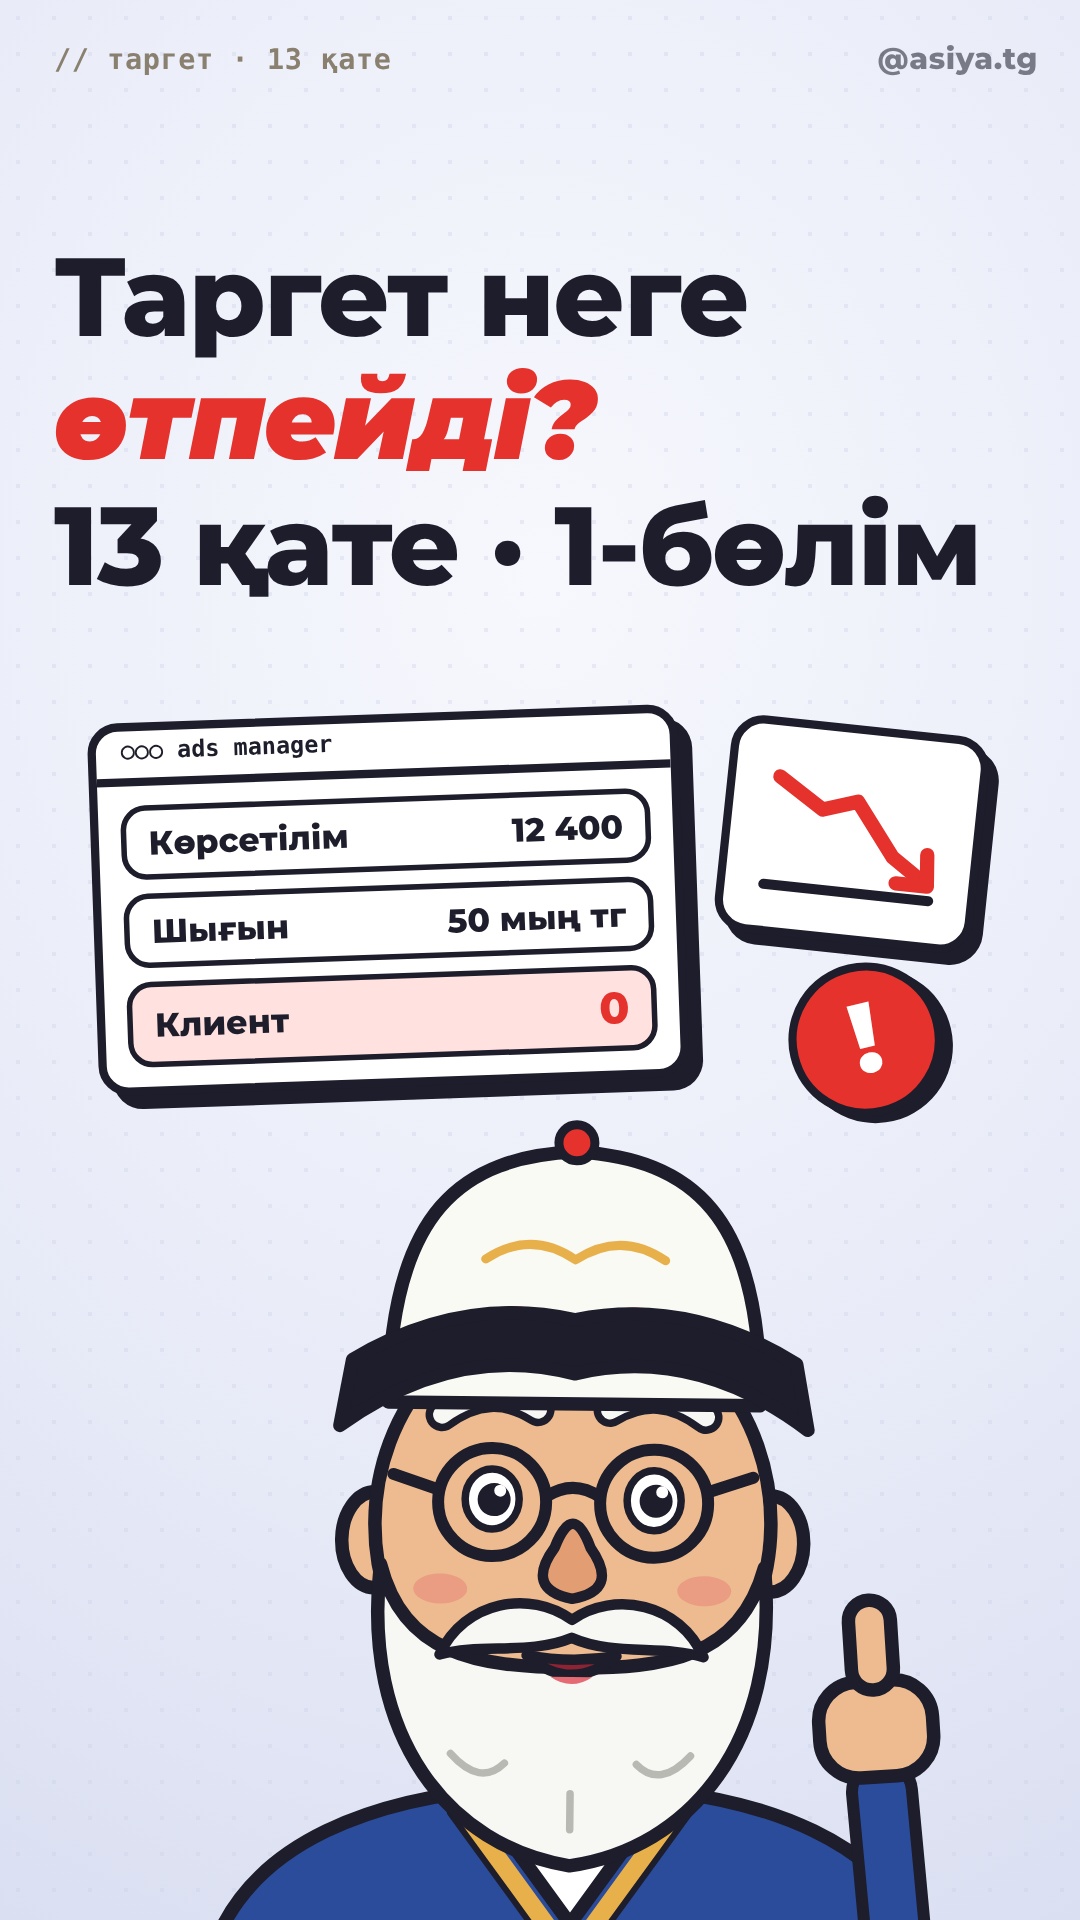 // таргет · 13 қате
@asiya.tg
Таргет неге
өтпейді?
13 қате · 1-бөлім
ads manager
Көрсетілім 12 400
Шығын 50 мың тг
Клиент 0
!